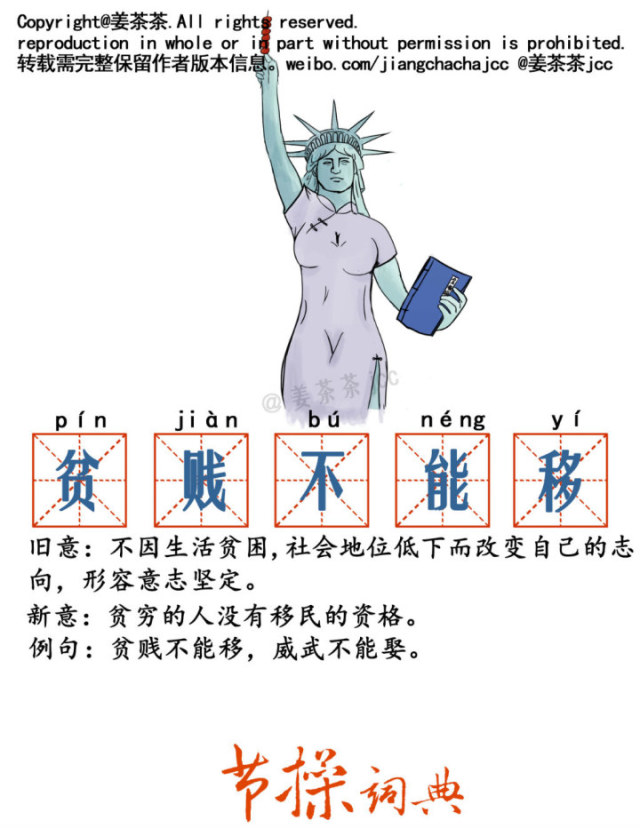 Copyright@姜茶茶.All rights reserved.
reproduction in whole or in part without permission is prohibited.
转载需完整保留作者版本信息。weibo.com/jiangchachajcc @姜茶茶jcc
@姜茶茶jcc
pín jiàn bú néng yí
贫贱不能移
旧意：不因生活贫困,社会地位低下而改变自己的志
向，形容意志坚定。
新意：贫穷的人没有移民的资格。
例句：贫贱不能移，威武不能娶。
节操词典